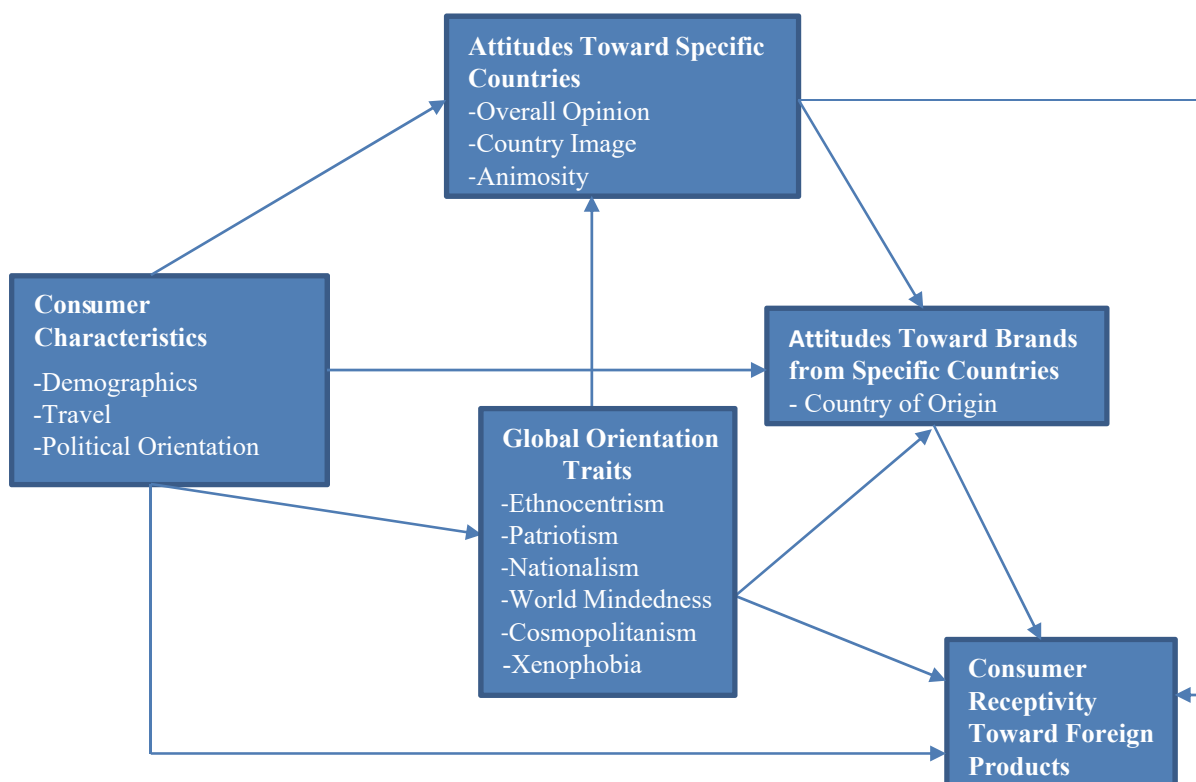 Attitudes Toward Specific
Countries
-Overall Opinion
-Country Image
-Animosity
Consumer
Characteristics
-Demographics
-Travel
-Political Orientation
Attitudes Toward Brands
from Specific Countries
- Country of Origin
Global Orientation
Traits
-Ethnocentrism
-Patriotism
-Nationalism
-World Mindedness
-Cosmopolitanism
-Xenophobia
Consumer
Receptivity
Toward Foreign
Products